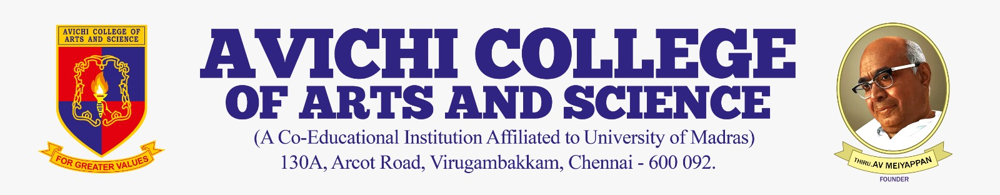 AVICHI COLLEGE OF
ARTS AND SCIENCE
FOR GREATER VALUES
AVICHI COLLEGE
OF ARTS AND SCIENCE
(A Co-Educational Institution Affiliated to University of Madras)
130A, Arcot Road, Virugambakkam, Chennai - 600 092.
THIRU.AV MEIYAPPAN
FOUNDER